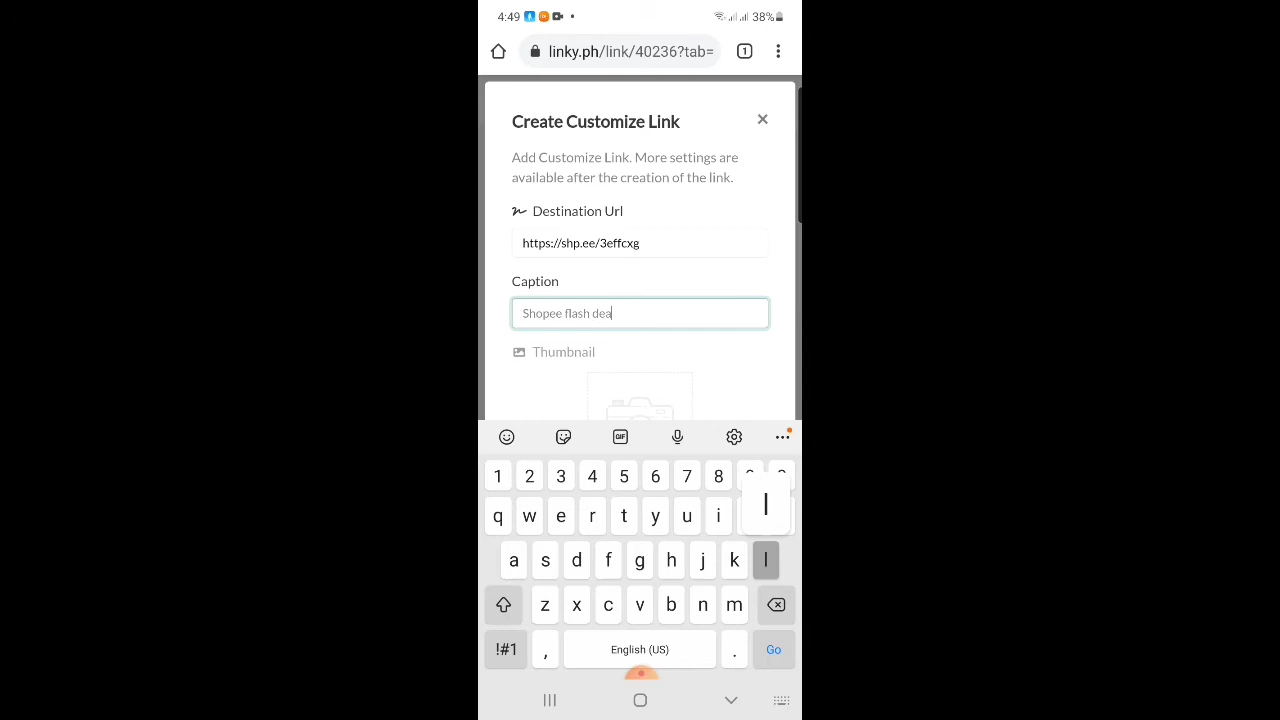 4:49 38%
linky.ph/link/40236?tab=
1
Create Customize Link
×
Add Customize Link. More settings are
available after the creation of the link.
Destination Url
https://shp.ee/3effcxg
Caption
Shopee flash dea
Thumbnail
GIF
1 2 3 4 5 6 7 8
q w e r t y u i l
a s d f g h j k l
z x c v b n m
!#1 , English (US) . Go